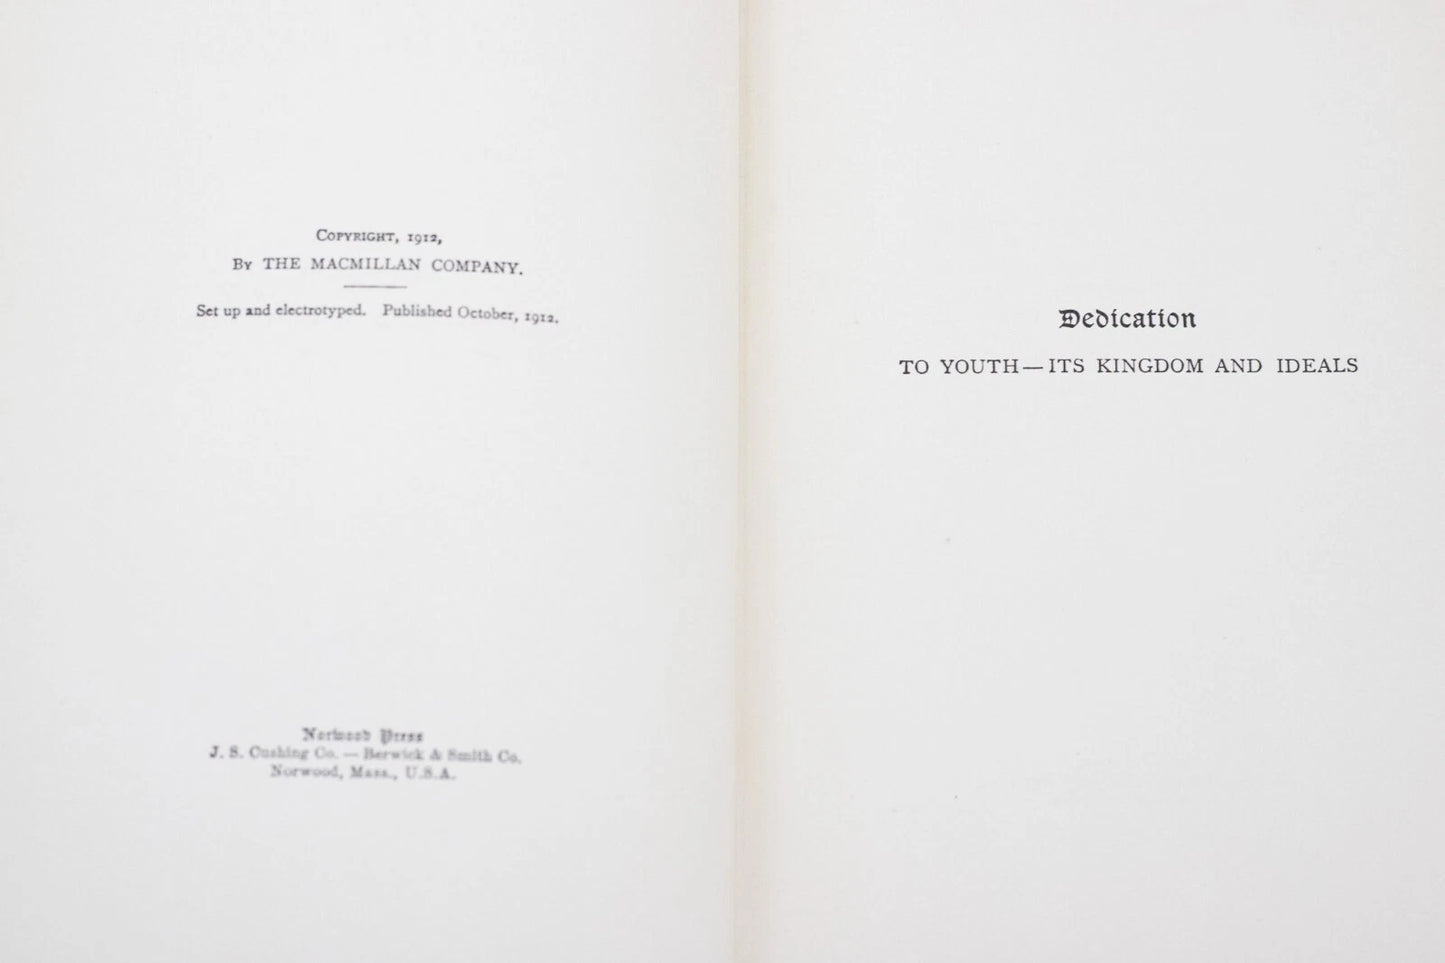 Copyright, 1912,
By THE MACMILLAN COMPANY.
Set up and electrotyped. Published October, 1912.
Norwood Press
J. S. Cushing Co. — Berwick & Smith Co.
Norwood, Mass., U.S.A.
Dedication
TO YOUTH—ITS KINGDOM AND IDEALS